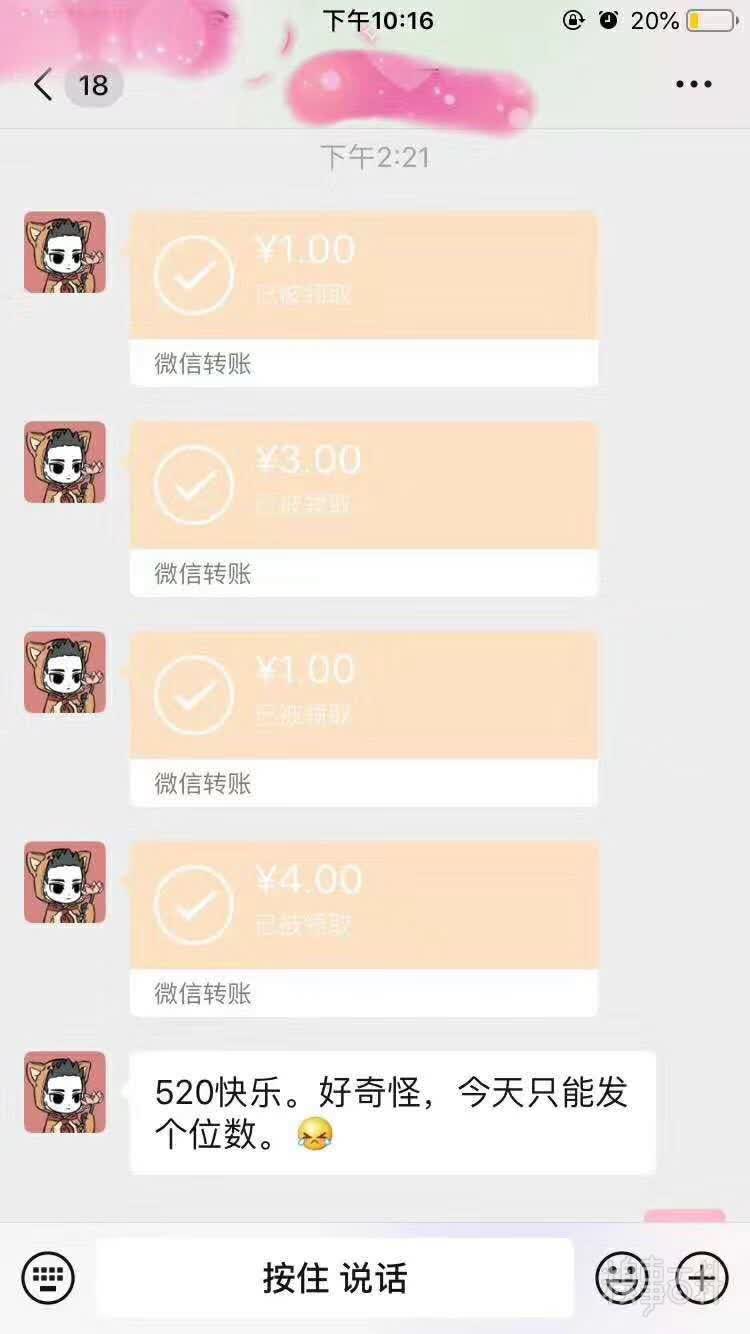 下午10:16
20%
18
下午2:21
¥1.00
已被领取
微信转账
¥3.00
已被领取
微信转账
¥1.00
已被领取
微信转账
¥4.00
已被领取
微信转账
520快乐。好奇怪，今天只能发
个位数。
按住 说话